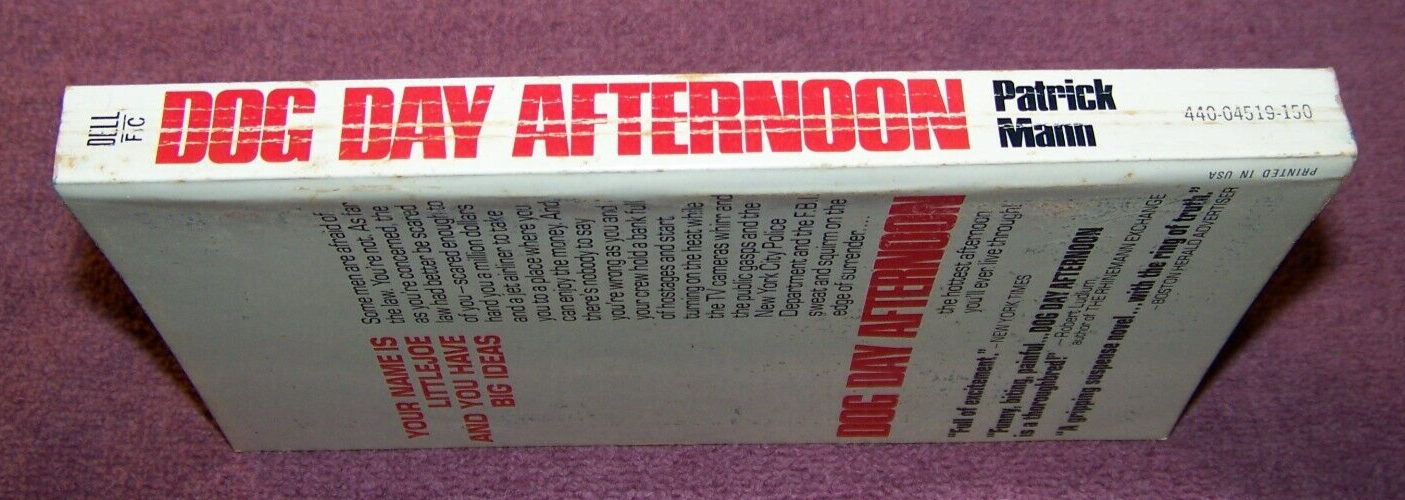 DELL
FIC
DOG DAY AFTERNOON
Patrick
Mann
440-04519-150
PRINTED IN USA
YOUR NAME IS
LITTLEJOE
AND YOU HAVE
BIG IDEAS
Some men are afraid of
the law. You're not. As far
as you're concerned, the
law had better be scared
of you—scared enough to
hand you a million dollars
and a jet airliner to take
you to a place where you
can enjoy the money. And
there's nobody to say
you're wrong as you and
your crew hold a bank full
of hostages and start
turning on the heat while
the TV cameras whirr and
the public gasps and the
New York City Police
Department and the F.B.I.
sweat and squirm on the
edge of surrender....
DOG DAY AFTERNOON
the hottest afternoon
you'll ever live through!
"Full of excitement." –NEW YORK TIMES
"Funny, biting, painful...DOG DAY AFTERNOON
is a thoroughbred!" –Robert Ludlum,
author of THE RHINEMANN EXCHANGE
"A gripping suspense novel...with the ring of truth."
–BOSTON HERALD ADVERTISER